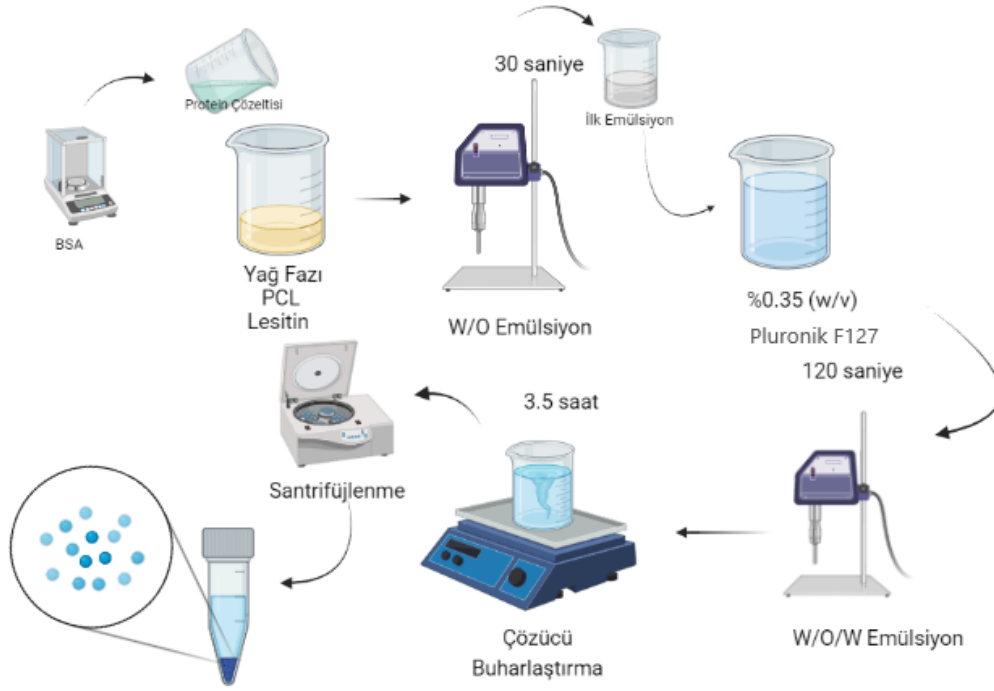 BSA
Protein Çözeltisi
Yağ Fazı
PCL
Lesitin
30 saniye
W/O Emülsiyon
İlk Emülsiyon
%0.35 (w/v)
Pluronik F127
120 saniye
W/O/W Emülsiyon
3.5 saat
Çözücü
Buharlaştırma
Santrifüjlenme